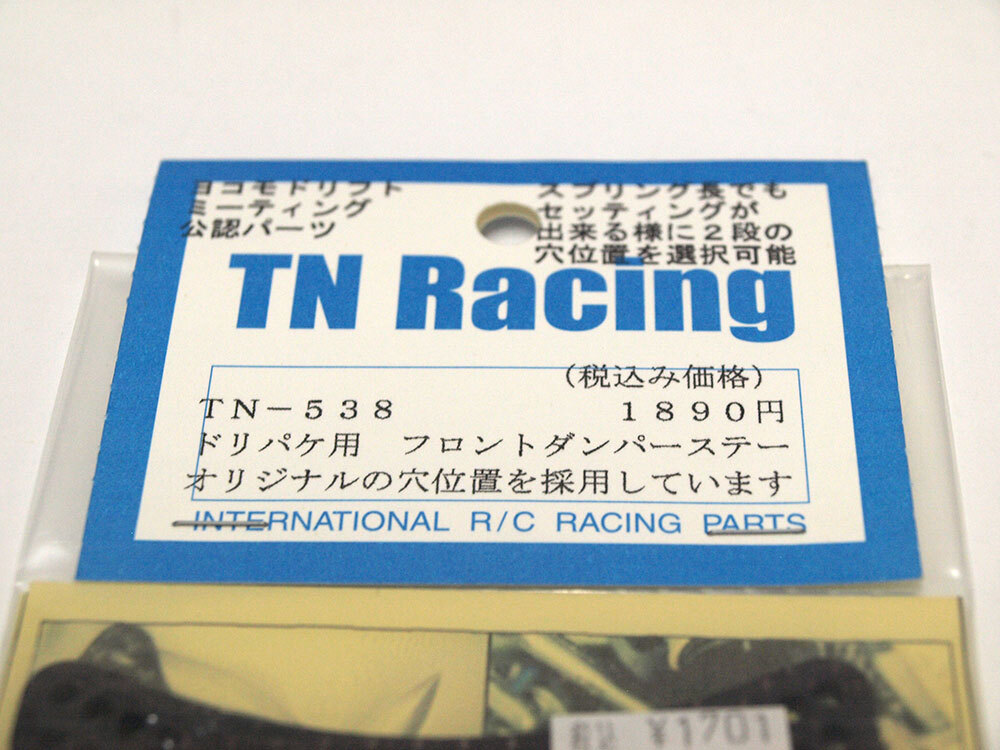 ヨコモドリフト
ミーティング
公認パーツ
スプリング長でも
セッティングが
出来る様に２段の
穴位置を選択可能
TN Racing
（税込み価格）
ＴＮ－５３８ １８９０円
ドリパケ用 フロントダンパーステー
オリジナルの穴位置を採用しています
INTERNATIONAL R/C RACING PARTS
税込 ¥1701